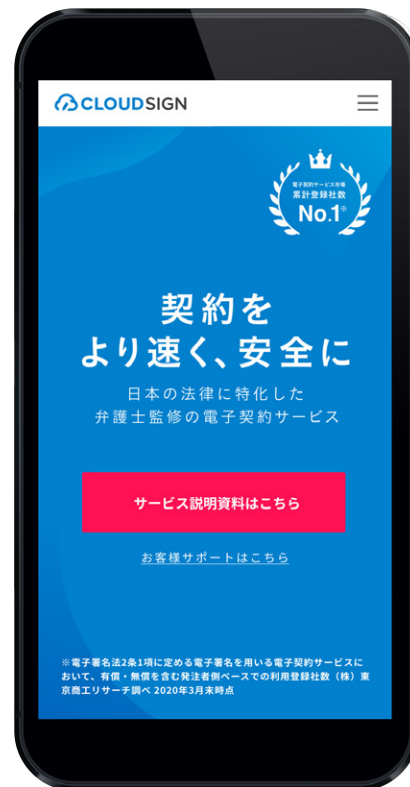 CLOUDSIGN
電子契約サービス市場
累計登録社数
No.1※
契約を
より速く、安全に
日本の法律に特化した
弁護士監修の電子契約サービス
サービス説明資料はこちら
お客様サポートはこちら
※電子署名法2条1項に定める電子署名を用いる電子契約サービスに
おいて、有償・無償を含む発注者側ベースでの利用登録社数（株）東
京商工リサーチ調べ 2020年3月末時点